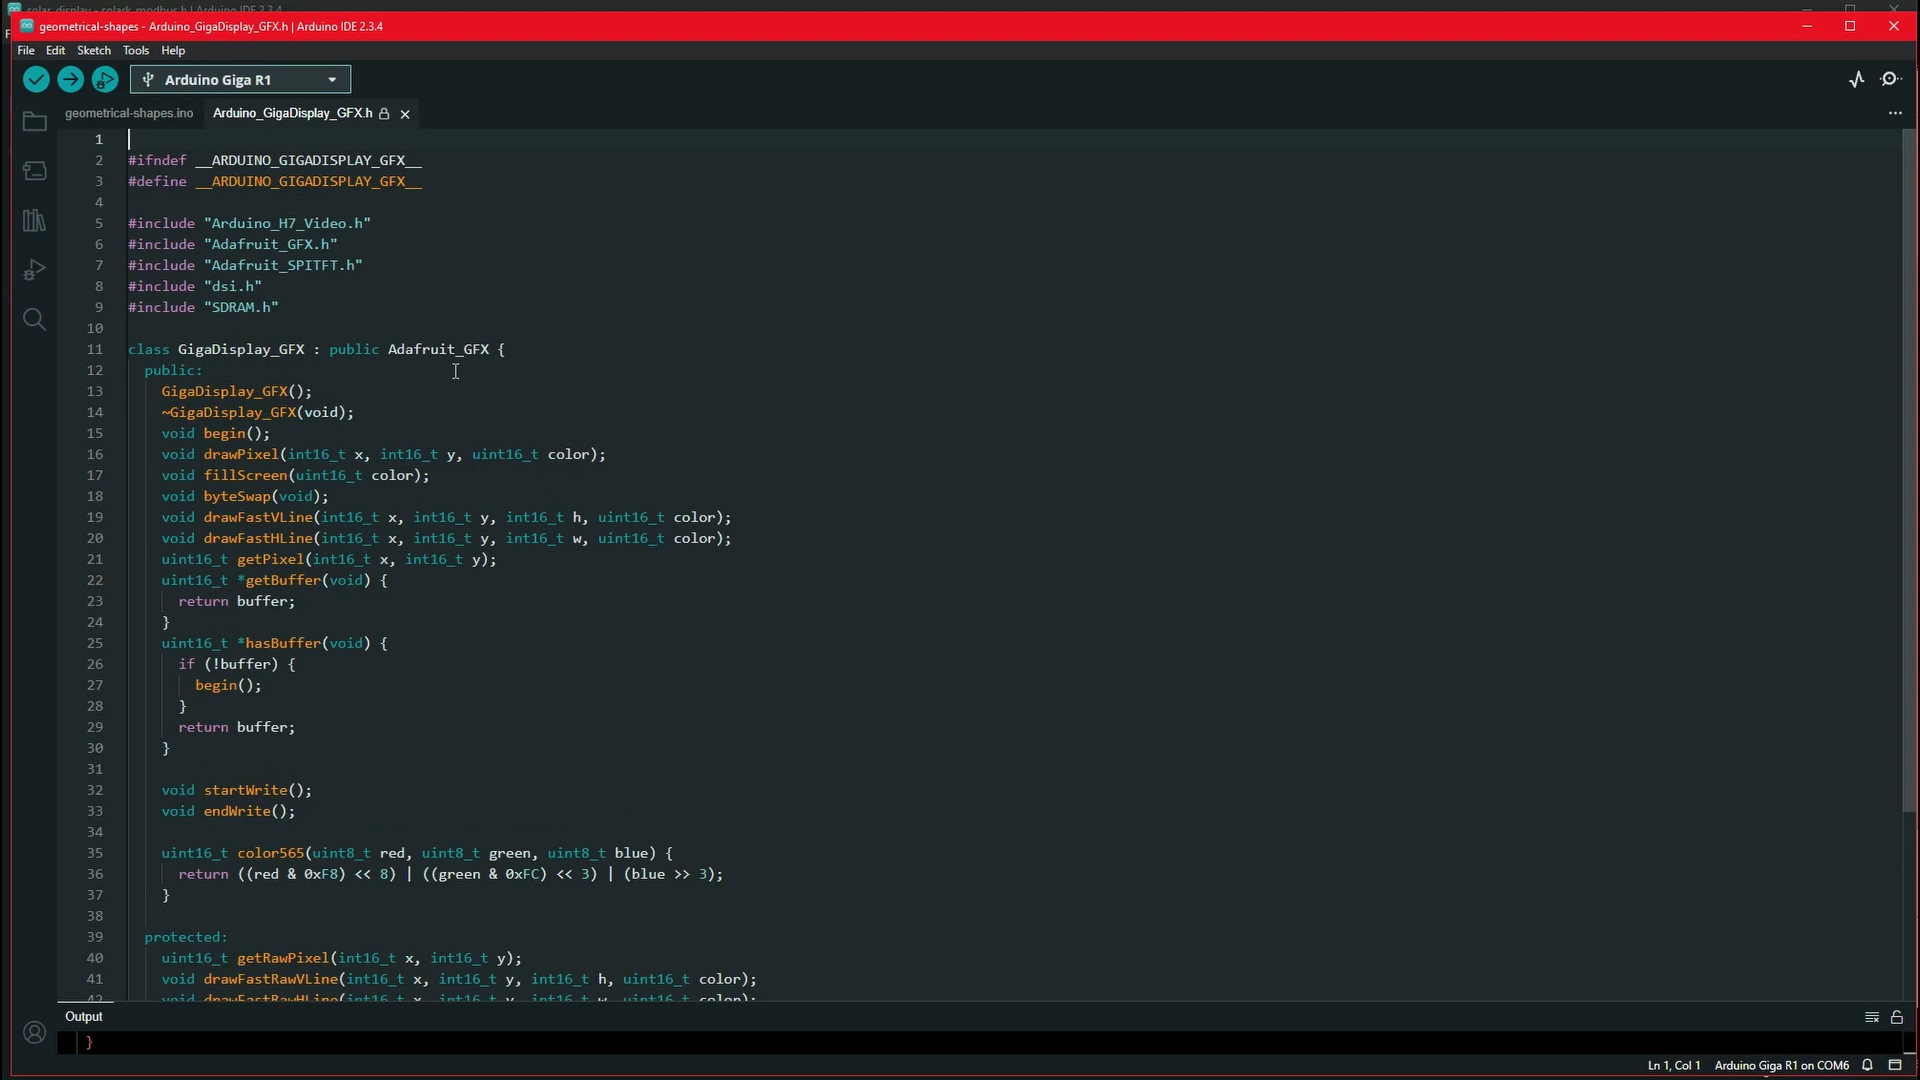 solar_display - solark_modbus.h | Arduino IDE 2.3.4
geometrical-shapes - Arduino_GigaDisplay_GFX.h | Arduino IDE 2.3.4
File Edit Sketch Tools Help
Arduino Giga R1
geometrical-shapes.ino Arduino_GigaDisplay_GFX.h
1
2 #ifndef __ARDUINO_GIGADISPLAY_GFX__
3 #define __ARDUINO_GIGADISPLAY_GFX__
4
5 #include "Arduino_H7_Video.h"
6 #include "Adafruit_GFX.h"
7 #include "Adafruit_SPITFT.h"
8 #include "dsi.h"
9 #include "SDRAM.h"
10
11 class GigaDisplay_GFX : public Adafruit_GFX {
12 public:
13 GigaDisplay_GFX();
14 ~GigaDisplay_GFX(void);
15 void begin();
16 void drawPixel(int16_t x, int16_t y, uint16_t color);
17 void fillScreen(uint16_t color);
18 void byteSwap(void);
19 void drawFastVLine(int16_t x, int16_t y, int16_t h, uint16_t color);
20 void drawFastHLine(int16_t x, int16_t y, int16_t w, uint16_t color);
21 uint16_t getPixel(int16_t x, int16_t y);
22 uint16_t *getBuffer(void) {
23 return buffer;
24 }
25 uint16_t *hasBuffer(void) {
26 if (!buffer) {
27 begin();
28 }
29 return buffer;
30 }
31
32 void startWrite();
33 void endWrite();
34
35 uint16_t color565(uint8_t red, uint8_t green, uint8_t blue) {
36 return ((red & 0xF8) << 8) | ((green & 0xFC) << 3) | (blue >> 3);
37 }
38
39 protected:
40 uint16_t getRawPixel(int16_t x, int16_t y);
41 void drawFastRawVLine(int16_t x, int16_t y, int16_t h, uint16_t color);
42 void drawFastRawHLine(int16_t x, int16_t y, int16_t w, uint16_t color);
Output
}
Ln 1, Col 1 Arduino Giga R1 on COM6